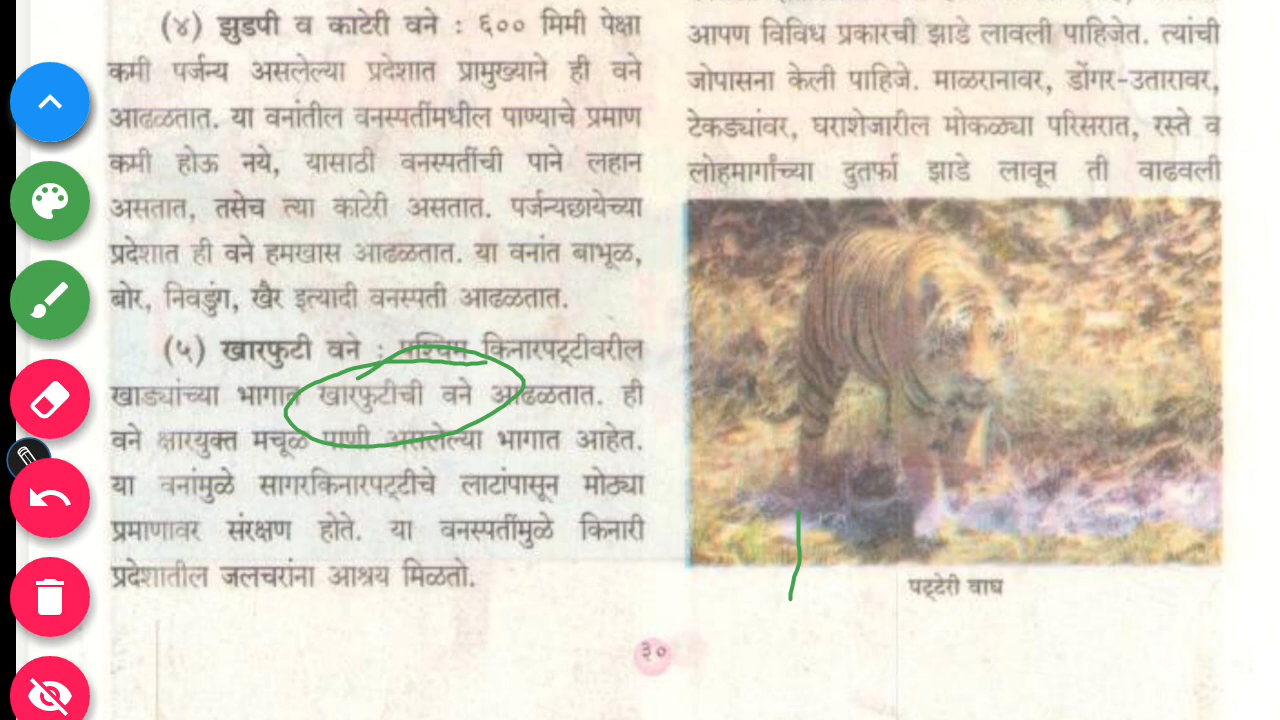 (४) झुडपी व काटेरी वने : ६०० मिमी पेक्षा
कमी पर्जन्य असलेल्या प्रदेशात प्रामुख्याने ही वने
आढळतात. या वनांतील वनस्पतींमधील पाण्याचे प्रमाण
कमी होऊ नये, यासाठी वनस्पतींची पाने लहान
असतात, तसेच त्या काटेरी असतात. पर्जन्यछायेच्या
प्रदेशात ही वने हमखास आढळतात. या वनांत बाभूळ,
बोर, निवडुंग, खैर इत्यादी वनस्पती आढळतात.
(५) खारफुटी वने : पश्चिम किनारपट्टीवरील
खाड्यांच्या भागात खारफुटीची वने आढळतात. ही
वने क्षारयुक्त मचूळ पाणी असलेल्या भागात आहेत.
या वनांमुळे सागरकिनारपट्टीचे लाटांपासून मोठ्या
प्रमाणावर संरक्षण होते. या वनस्पतींमुळे किनारी
प्रदेशातील जलचरांना आश्रय मिळतो.
आपण विविध प्रकारची झाडे लावली पाहिजेत. त्यांची
जोपासना केली पाहिजे. माळरानावर, डोंगर-उतारावर,
टेकड्यांवर, घराशेजारील मोकळ्या परिसरात, रस्ते व
लोहमार्गांच्या दुतर्फा झाडे लावून ती वाढवली
पट्टेरी वाघ
३०